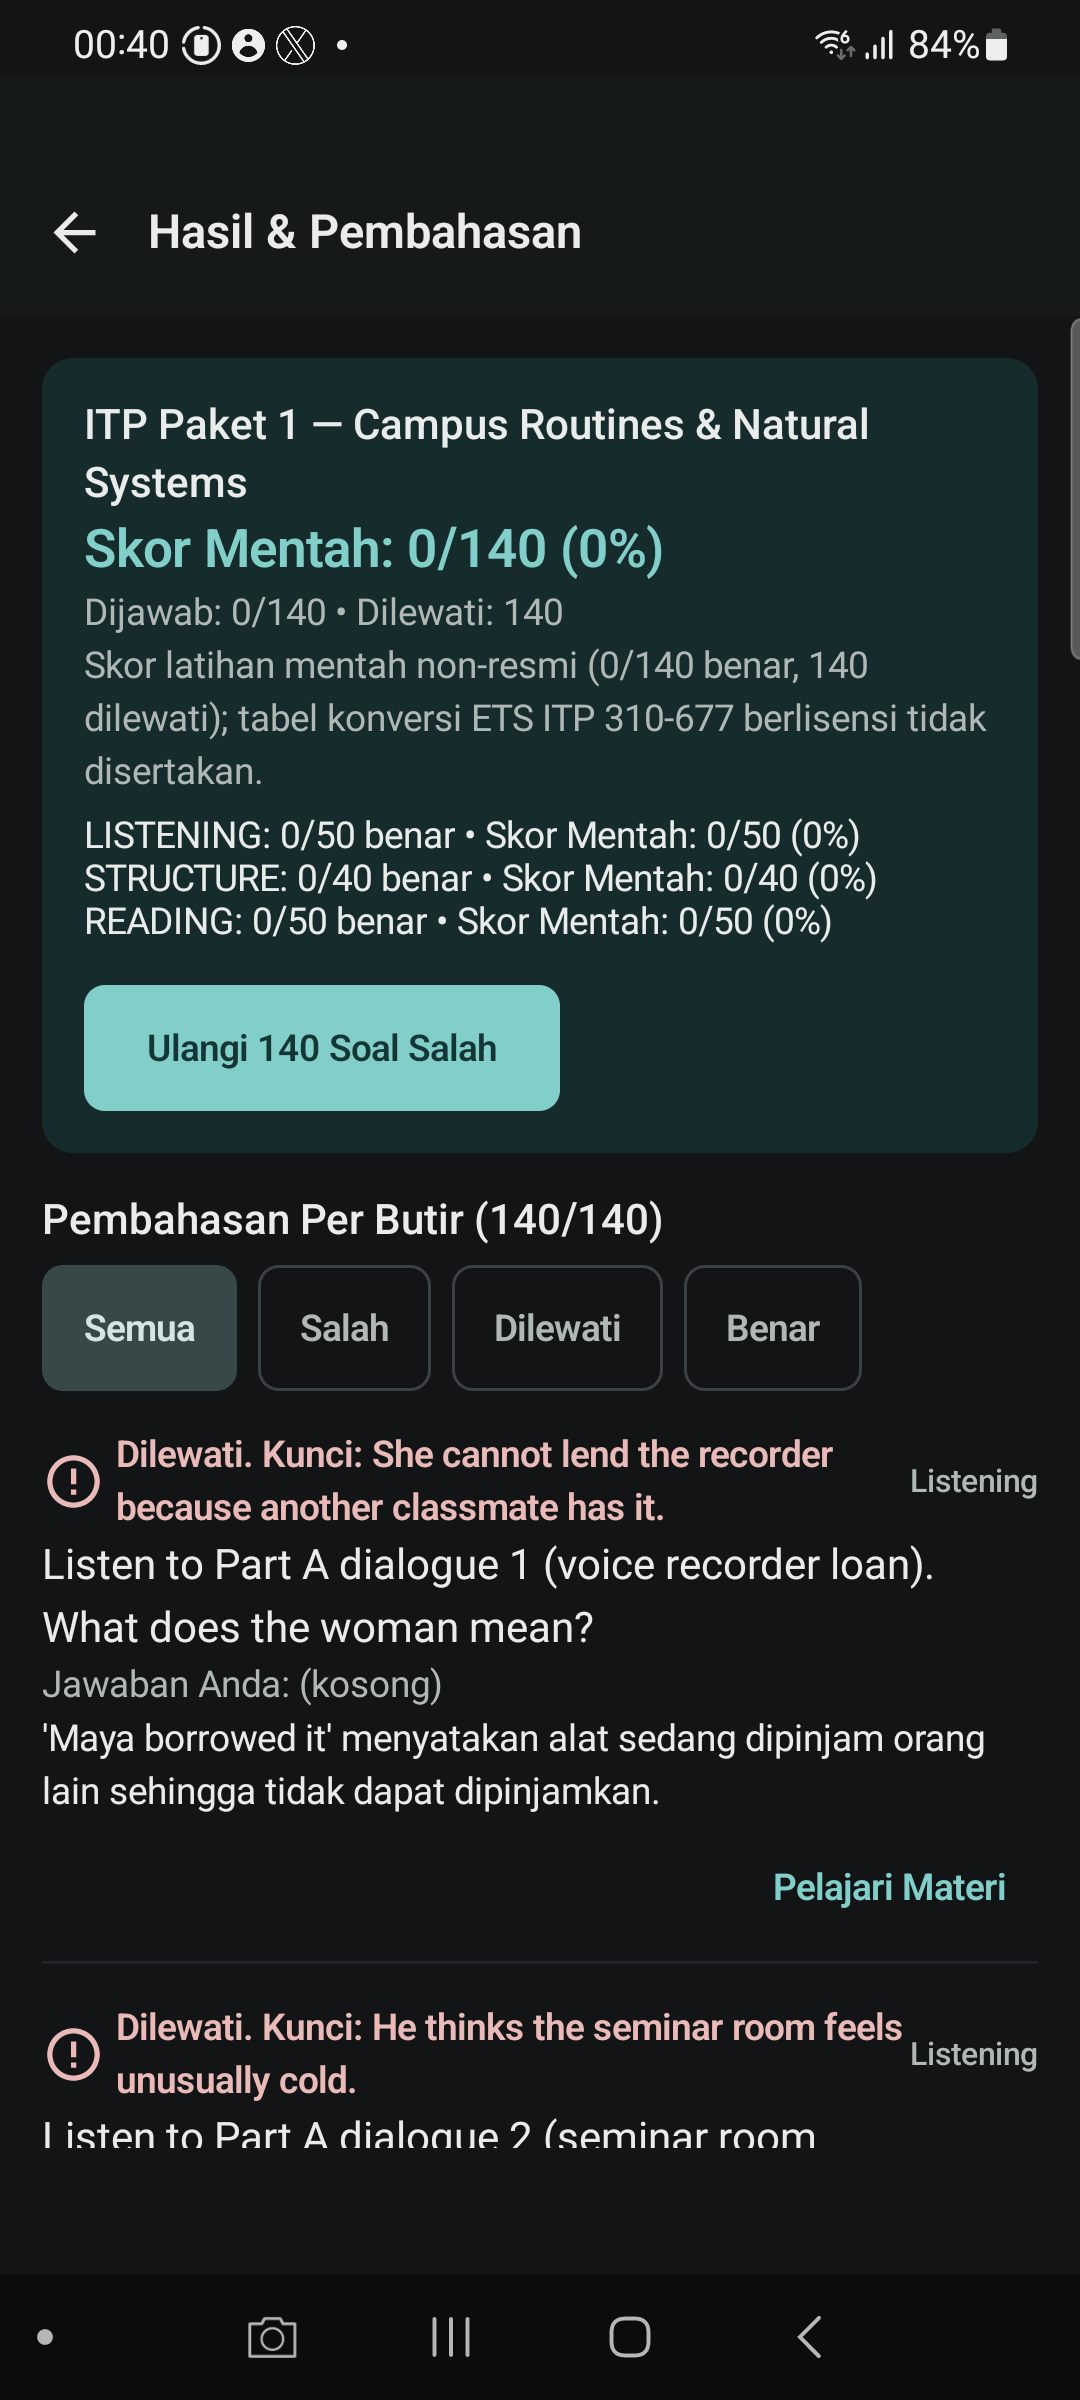 00:40
84%
Hasil & Pembahasan
ITP Paket 1 — Campus Routines & Natural
Systems
Skor Mentah: 0/140 (0%)
Dijawab: 0/140 • Dilewati: 140
Skor latihan mentah non-resmi (0/140 benar, 140
dilewati); tabel konversi ETS ITP 310-677 berlisensi tidak
disertakan.
LISTENING: 0/50 benar • Skor Mentah: 0/50 (0%)
STRUCTURE: 0/40 benar • Skor Mentah: 0/40 (0%)
READING: 0/50 benar • Skor Mentah: 0/50 (0%)
Ulangi 140 Soal Salah
Pembahasan Per Butir (140/140)
Semua Salah Dilewati Benar
Dilewati. Kunci: She cannot lend the recorder
because another classmate has it.
Listening
Listen to Part A dialogue 1 (voice recorder loan).
What does the woman mean?
Jawaban Anda: (kosong)
'Maya borrowed it' menyatakan alat sedang dipinjam orang
lain sehingga tidak dapat dipinjamkan.
Pelajari Materi
Dilewati. Kunci: He thinks the seminar room feels
unusually cold.
Listening
Listen to Part A dialogue 2 (seminar room